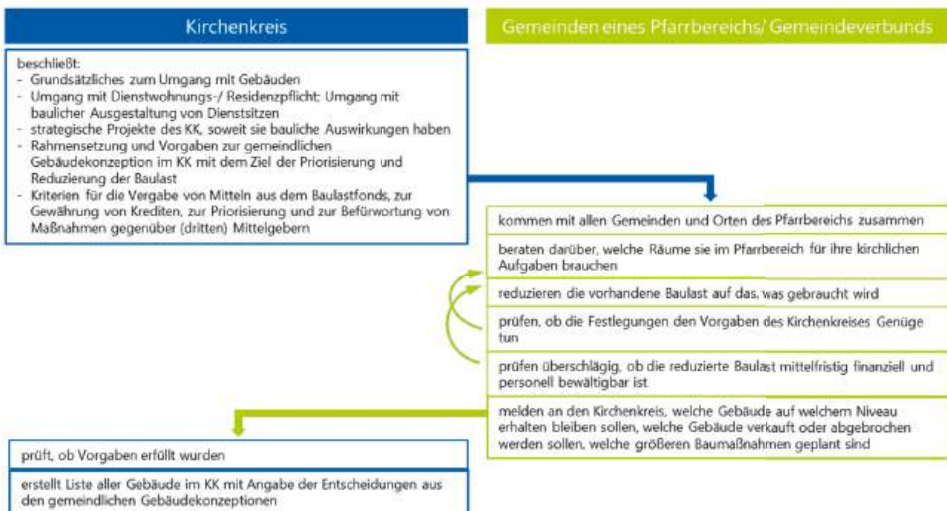 Kirchenkreis
beschließt:
- Grundsätzliches zum Umgang mit Gebäuden
- Umgang mit Dienstwohnungs-/ Residenzpflicht; Umgang mit
baulicher Ausgestaltung von Dienstsitzen
- strategische Projekte des KK, soweit sie bauliche Auswirkungen haben
- Rahmensetzung und Vorgaben zur gemeindlichen
Gebäudekonzeption im KK mit dem Ziel der Priorisierung und
Reduzierung der Baulast
- Kriterien für die Vergabe von Mitteln aus dem Baulastfonds, zur
Gewährung von Krediten, zur Priorisierung und zur Befürwortung von
Maßnahmen gegenüber (dritten) Mittelgebern
Gemeinden eines Pfarrbereichs/ Gemeindeverbunds
kommen mit allen Gemeinden und Orten des Pfarrbereichs zusammen
beraten darüber, welche Räume sie im Pfarrbereich für ihre kirchlichen
Aufgaben brauchen
reduzieren die vorhandene Baulast auf das, was gebraucht wird
prüfen, ob die Festlegungen den Vorgaben des Kirchenkreises Genüge
tun
prüfen überschlägig, ob die reduzierte Baulast mittelfristig finanziell und
personell bewältigbar ist
melden an den Kirchenkreis, welche Gebäude auf welchem Niveau
erhalten bleiben sollen, welche Gebäude verkauft oder abgebrochen
werden sollen, welche größeren Baumaßnahmen geplant sind
prüft, ob Vorgaben erfüllt wurden
erstellt Liste aller Gebäude im KK mit Angabe der Entscheidungen aus
den gemeindlichen Gebäudekonzeptionen